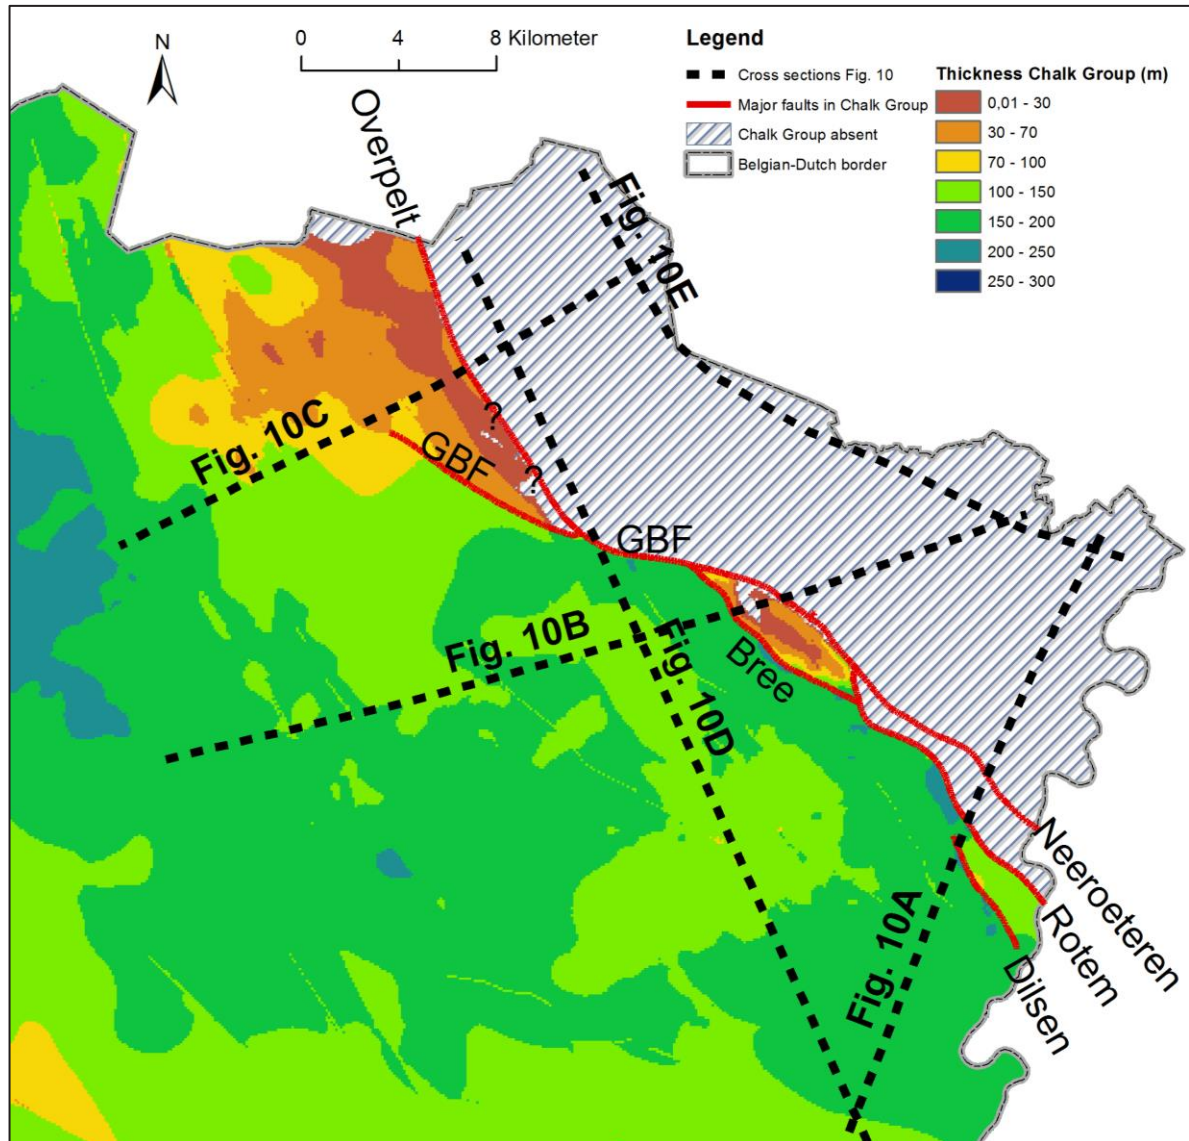 N
0 4 8 Kilometer
Legend
Cross sections Fig. 10
Major faults in Chalk Group
Chalk Group absent
Belgian-Dutch border
Thickness Chalk Group (m)
0,01 - 30
30 - 70
70 - 100
100 - 150
150 - 200
200 - 250
250 - 300
Overpelt
Fig. 10E
Fig. 10C
GBF
?
?
GBF
Fig. 10B
Bree
Fig. 10D
Fig. 10A
Neeroeteren
Rotem
Dilsen